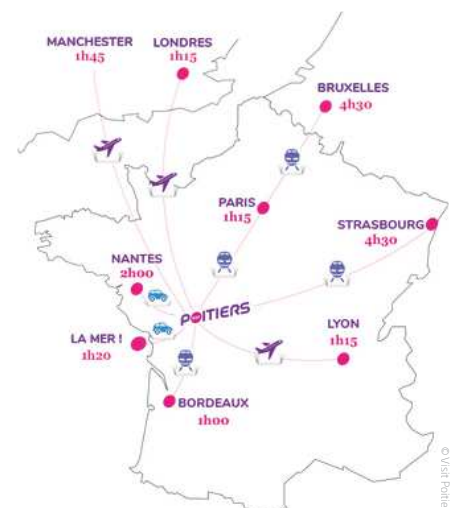 MANCHESTER
1h45
LONDRES
1h15
BRUXELLES
4h30
PARIS
1h15
STRASBOURG
4h30
NANTES
2h00
POITIERS
LA MER !
1h20
LYON
1h15
BORDEAUX
1h00
© Visit Poitie